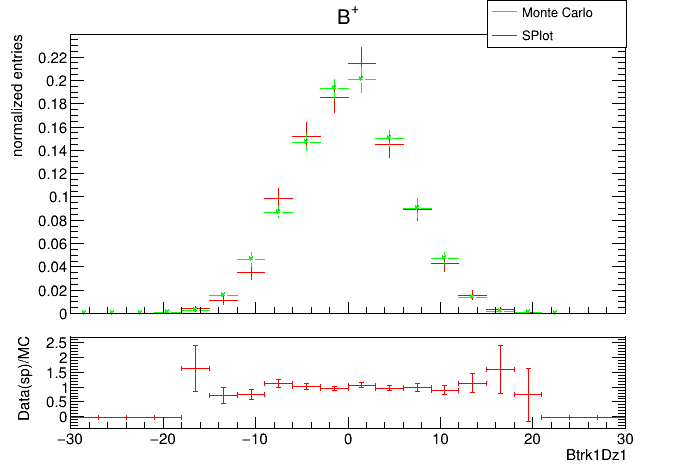 B+
Monte Carlo
SPlot
normalized entries
0.22
0.2
0.18
0.16
0.14
0.12
0.1
0.08
0.06
0.04
0.02
0
Data(sp)/MC
2.5
2
1.5
1
0.5
0
−30 −20 −10 0 10 20 30
Btrk1Dz1